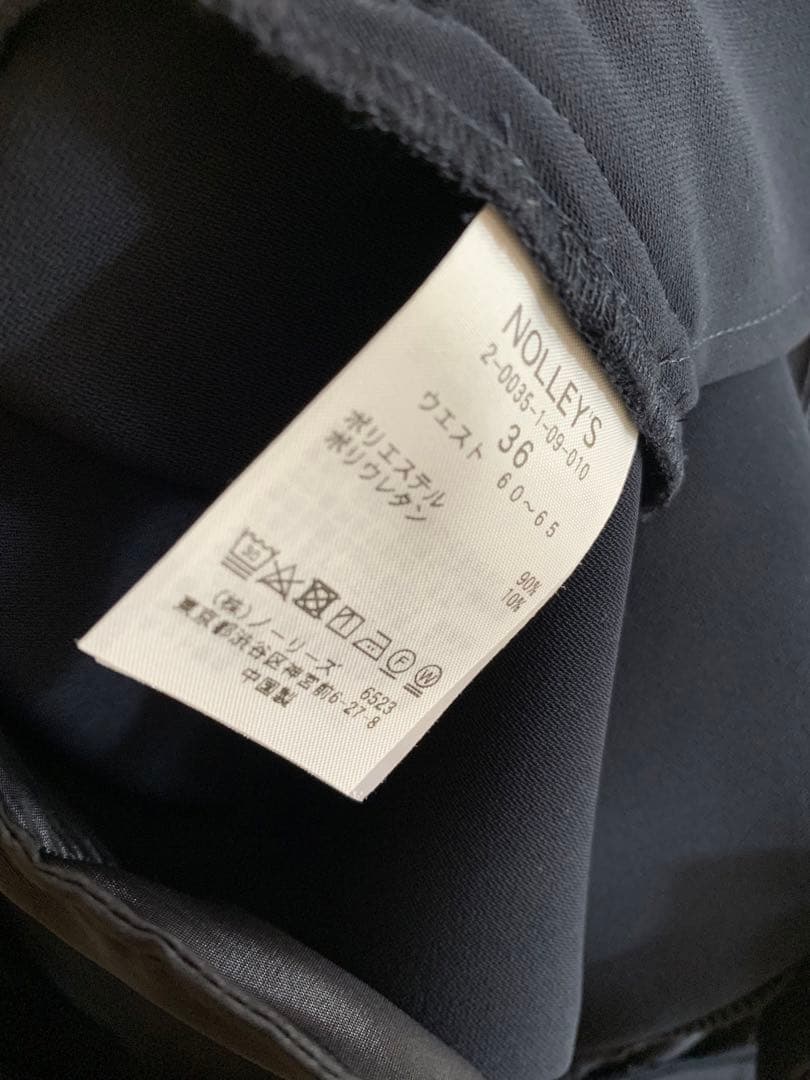 NOLLEY'S
2-0035-1-09-010
36
ウエスト 60~65
ポリエステル 90%
ポリウレタン 10%
30
F W
(株)ノーリーズ 6523
東京都渋谷区神宮前6-27-8
中国製